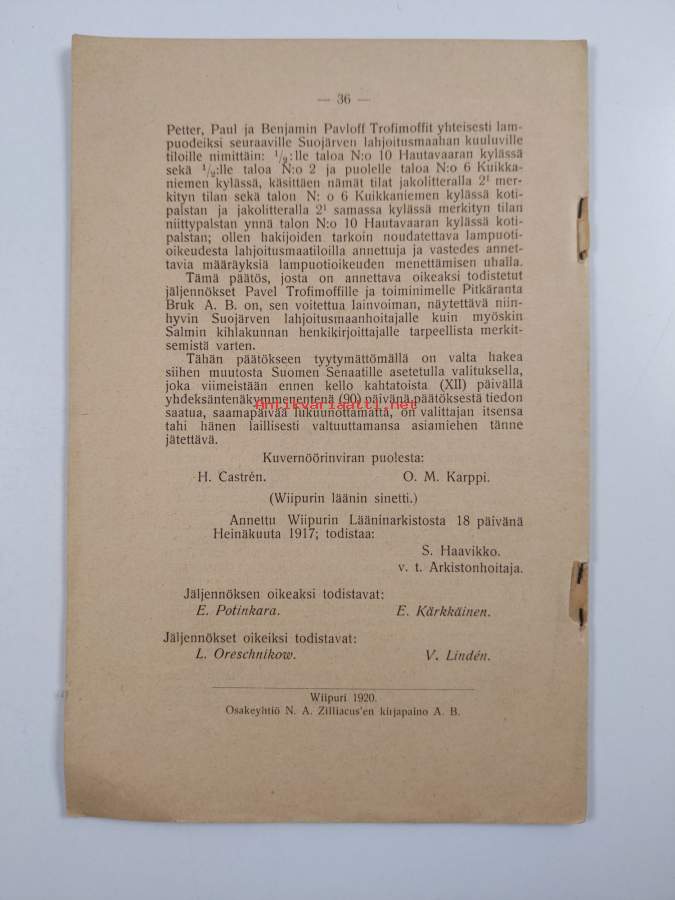 — 36 —
Petter, Paul ja Benjamin Pavloff Trofimoffit yhteisesti lam-
puodeiksi seuraaville Suojärven lahjoitusmaahan kuuluville
tiloille nimittäin: ¹/₂:lle taloa N:o 10 Hautavaaran kylässä
sekä ¹/₂:lle taloa N:o 2 ja puolelle taloa N:o 6 Kuikka-
niemen kylässä, käsittäen nämät tilat jakolitteralla 2¹ mer-
kityn tilan sekä talon N: o 6 Kuikkaniemen kylässä koti-
palstan ja jakolitteralla 2¹ samassa kylässä merkityn tilan
niittypalstan ynnä talon N:o 10 Hautavaaran kylässä koti-
palstan; ollen hakijoiden tarkoin noudatettava lampuoti-
oikeudesta lahjoitusmaatiloilla annettuja ja vastedes annet-
tavia määräyksiä lampuotioikeuden menettämisen uhalla.
Tämä päätös, josta on annettava oikeaksi todistetut
jäljennökset Pavel Trofimoffille ja toiminimelle Pitkäranta
Bruk A. B. on, sen voitettua lainvoiman, näytettävä niin-
hyvin Suojärven lahjoitusmaanhoitajalle kuin myöskin
Salmin kihlakunnan henkikirjoittajalle tarpeellista merkit-
semistä varten.
Tähän päätökseen tyytymättömällä on valta hakea
siihen muutosta Suomen Senaatille asetetulla valituksella,
joka viimeistään ennen kello kahtatoista (XII) päivällä
yhdeksäntenäkymmenentenä (90) päivänä päätöksestä tiedon
saatua, saamapäivää lukuunottamatta, on valittajan itsensa
tahi hänen laillisesti valtuuttamansa asiamiehen tänne
jätettävä.
Antikvariaatti.net
Kuvernöörinviran puolesta:
H. Castrén. O. M. Karppi.
(Wiipurin läänin sinetti.)
Annettu Wiipurin Lääninarkistosta 18 päivänä
Heinäkuuta 1917; todistaa:
S. Haavikko.
v. t. Arkistonhoitaja.
Jäljennöksen oikeaksi todistavat:
E. Potinkara. E. Kärkkäinen.
Jäljennökset oikeiksi todistavat:
L. Oreschnikow. V. Lindén.
Wiipuri 1920.
Osakeyhtiö N. A. Zilliacus'en kirjapaino A. B.